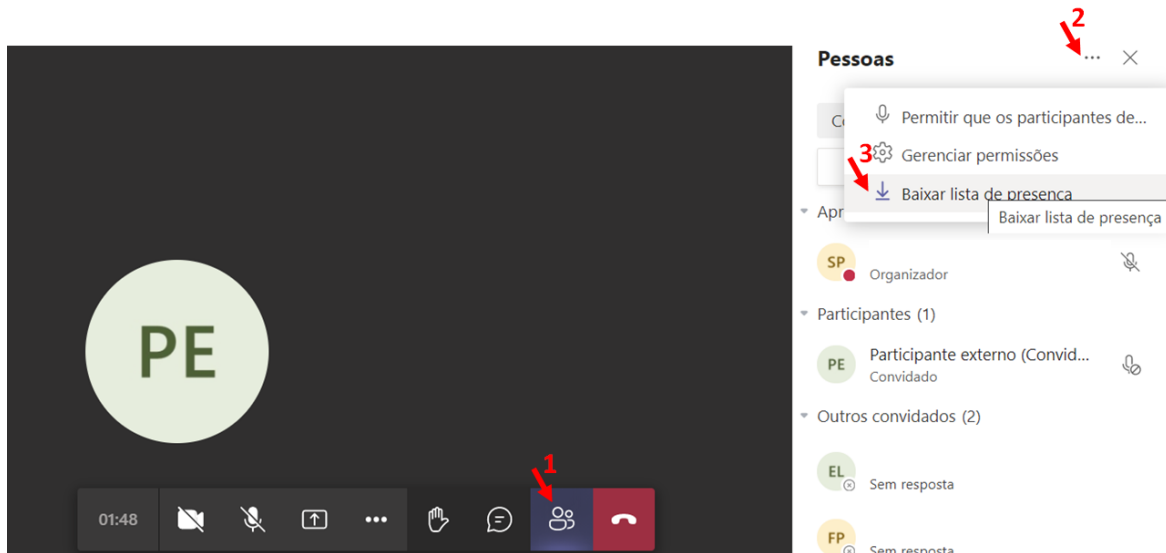 2
Pessoas
Permitir que os participantes de...
3
Gerenciar permissões
Baixar lista de presença
Baixar lista de presença
SP
Organizador
Participantes (1)
PE
Participante externo (Convid...
Convidado
Outros convidados (2)
EL
Sem resposta
FP
Sem resposta
PE
1
01:48